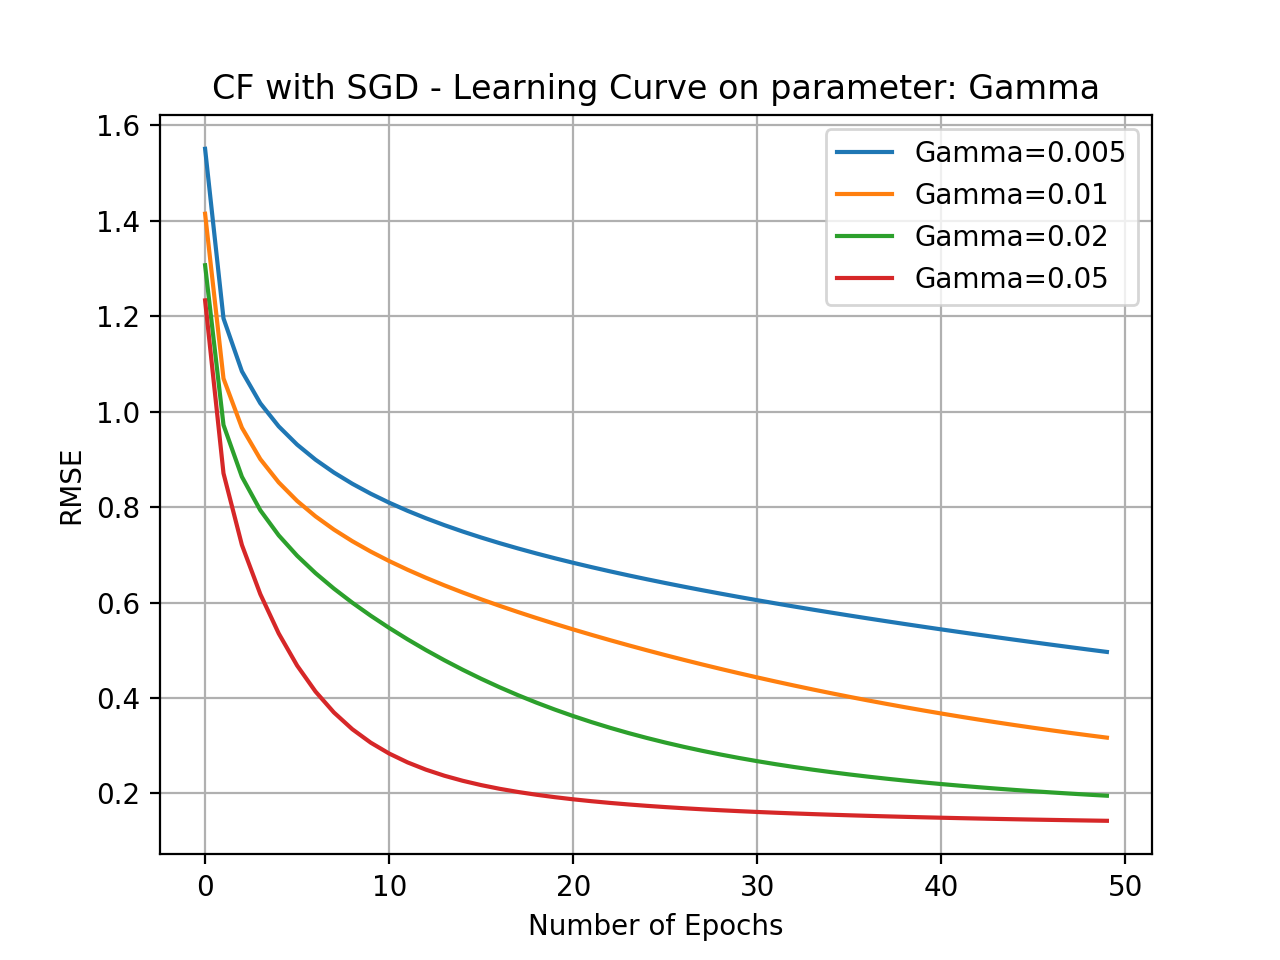 CF with SGD - Learning Curve on parameter: Gamma
1.6
1.4
1.2
1.0
0.8
0.6
0.4
0.2
RMSE
Gamma=0.005
Gamma=0.01
Gamma=0.02
Gamma=0.05
0 10 20 30 40 50
Number of Epochs